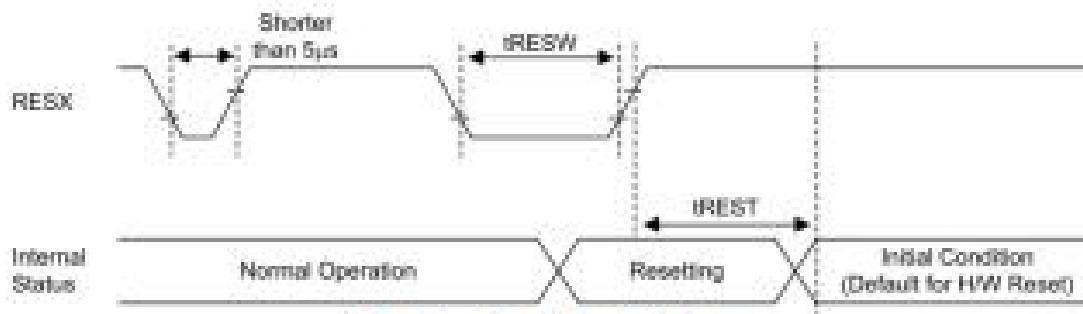 Shorter
than 5µs
tRESW
RESX
tREST
Internal
Status
Normal Operation
Resetting
Initial Condition
(Default for H/W Reset)